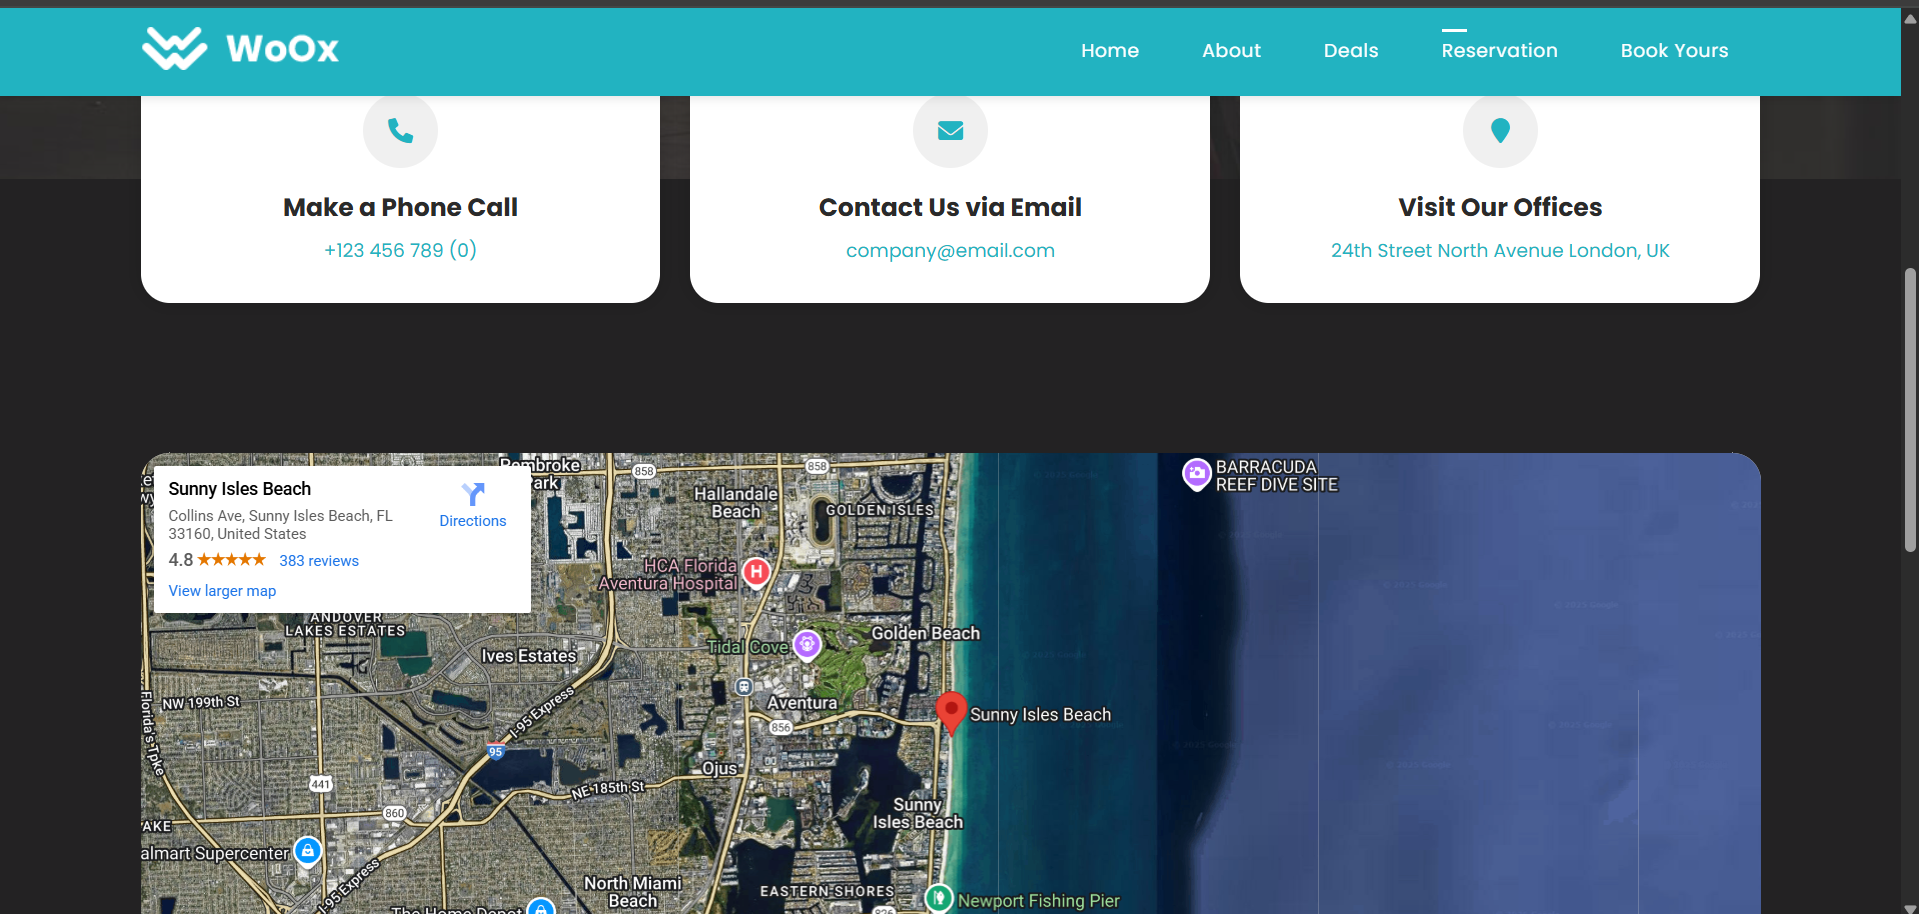 WoOx
Home
About
Deals
Reservation
Book Yours
Make a Phone Call
+123 456 789 (0)
Contact Us via Email
company@email.com
Visit Our Offices
24th Street North Avenue London, UK
Sunny Isles Beach
Collins Ave, Sunny Isles Beach, FL
33160, United States
4.8
383 reviews
View larger map
Directions
858
858
BARRACUDA
REEF DIVE SITE
Hallandale
Beach
GOLDEN ISLES
HCA Florida
Aventura Hospital
H
ANDOVER
LAKES ESTATES
Ives Estates
Tidal Cove
Golden Beach
NW 199th St
Florida's Tpke
I-95 Express
95
Aventura
856
Sunny Isles Beach
Ojus
441
NE 185th St
860
Sunny
Isles Beach
almart Supercenter
I-95 Express
North Miami
Beach
EASTERN SHORES
826
Newport Fishing Pier
The Home Depot